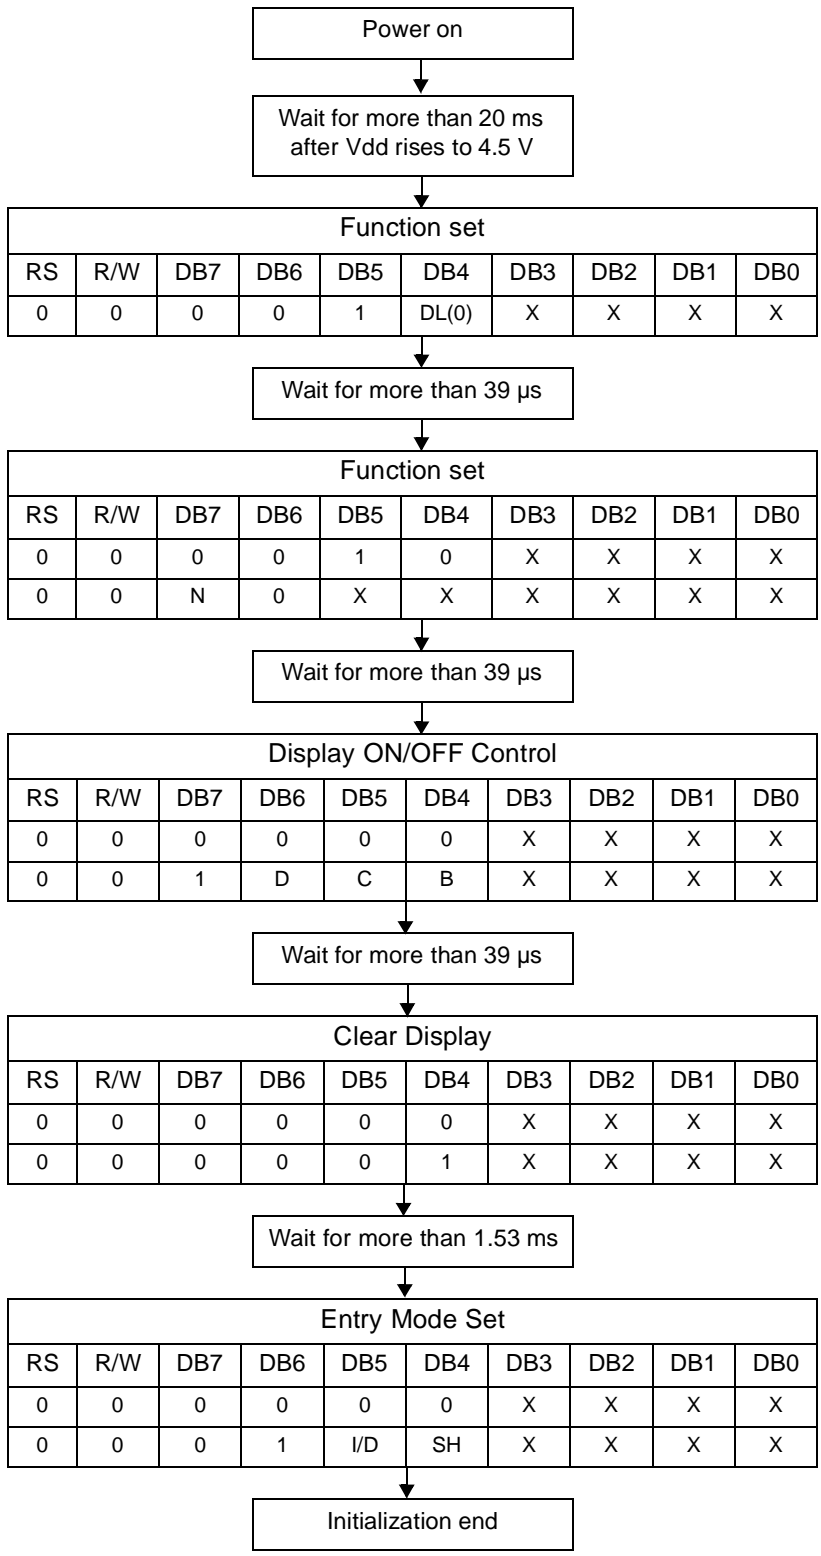 Power on
Wait for more than 20 ms
after Vdd rises to 4.5 V
Function set
RS R/W DB7 DB6 DB5 DB4 DB3 DB2 DB1 DB0
0 0 0 0 1 DL(0) X X X X
Wait for more than 39 µs
Function set
RS R/W DB7 DB6 DB5 DB4 DB3 DB2 DB1 DB0
0 0 0 0 1 0 X X X X
0 0 N 0 X X X X X X
Wait for more than 39 µs
Display ON/OFF Control
RS R/W DB7 DB6 DB5 DB4 DB3 DB2 DB1 DB0
0 0 0 0 0 0 X X X X
0 0 1 D C B X X X X
Wait for more than 39 µs
Clear Display
RS R/W DB7 DB6 DB5 DB4 DB3 DB2 DB1 DB0
0 0 0 0 0 0 X X X X
0 0 0 0 0 1 X X X X
Wait for more than 1.53 ms
Entry Mode Set
RS R/W DB7 DB6 DB5 DB4 DB3 DB2 DB1 DB0
0 0 0 0 0 0 X X X X
0 0 0 1 I/D SH X X X X
Initialization end